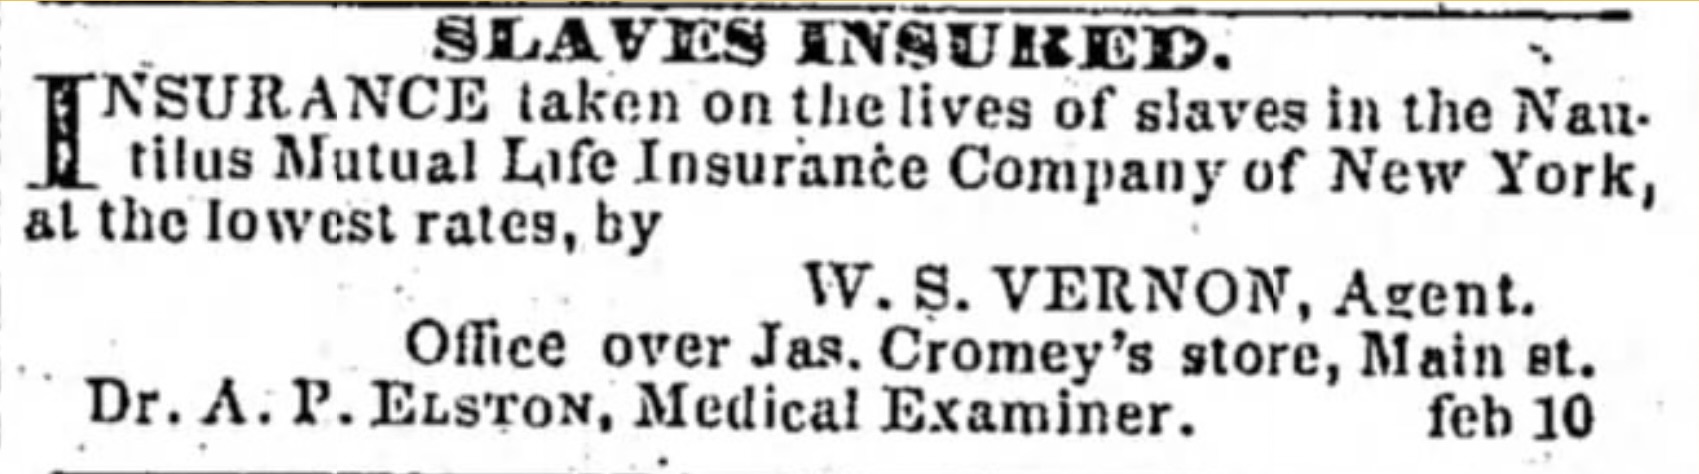 SLAVES INSURED.
INSURANCE taken on the lives of slaves in the Nau-
tilus Mutual Life Insurance Company of New York,
at the lowest rates, by
W. S. VERNON, Agent.
Office over Jas. Cromey's store, Main st.
Dr. A. P. ELSTON, Medical Examiner. feb 10